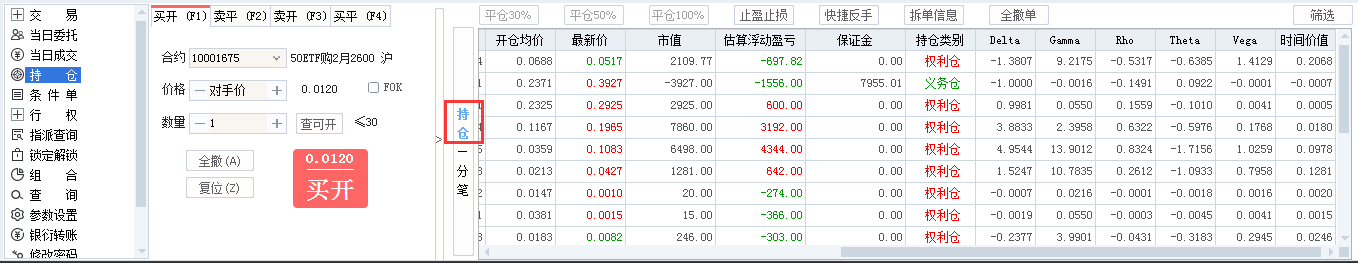 交 易
当日委托
当日成交
持 仓
条 件 单
行 权
指派查询
锁定解锁
组 合
查 询
参数设置
银衍转账
修改密码
买开 (F1) 卖平 (F2) 卖开 (F3) 买平 (F4)
合约 10001675 50ETF购2月2600 沪
价格 — 对手价 + 0.0120 FOK
数量 — 1 + 查可开 ≤30
全撤(A)
复位(Z)
0.0120
买开
>
持仓
一分笔
平仓30% 平仓50% 平仓100% 止盈止损 快捷反手 拆单信息 全撤单 筛选
开仓均价 最新价 市值 估算浮动盈亏 保证金 持仓类别 Delta Gamma Rho Theta Vega 时间价值
4 0.0688 0.0517 2109.77 -697.82 0.00 权利仓 -1.3807 9.2175 -0.5317 -0.6385 1.4129 0.2068
1 0.2371 0.3927 -3927.00 -1556.00 7955.01 义务仓 -1.0000 -0.0016 -0.1491 0.0922 -0.0001 -0.0007
1 0.2325 0.2925 2925.00 600.00 0.00 权利仓 0.9981 0.0550 0.1559 -0.1010 0.0041 0.0005
4 0.1167 0.1965 7860.00 3192.00 0.00 权利仓 3.8833 2.3958 0.6322 -0.5976 0.1768 0.0180
5 0.0359 0.1083 6498.00 4344.00 0.00 权利仓 4.9544 13.9012 0.8324 -1.7156 1.0259 0.0978
3 0.0213 0.0427 1281.00 642.00 0.00 权利仓 1.5247 10.7835 0.2612 -1.0933 0.7958 0.1281
2 0.0147 0.0010 20.00 -274.00 0.00 权利仓 -0.0007 0.0216 -0.0001 -0.0018 0.0016 0.0020
1 0.0381 0.0015 15.00 -366.00 0.00 权利仓 -0.0019 0.0550 -0.0003 -0.0045 0.0041 0.0015
3 0.0183 0.0082 246.00 -303.00 0.00 权利仓 -0.2377 3.9901 -0.0431 -0.3183 0.2945 0.0246